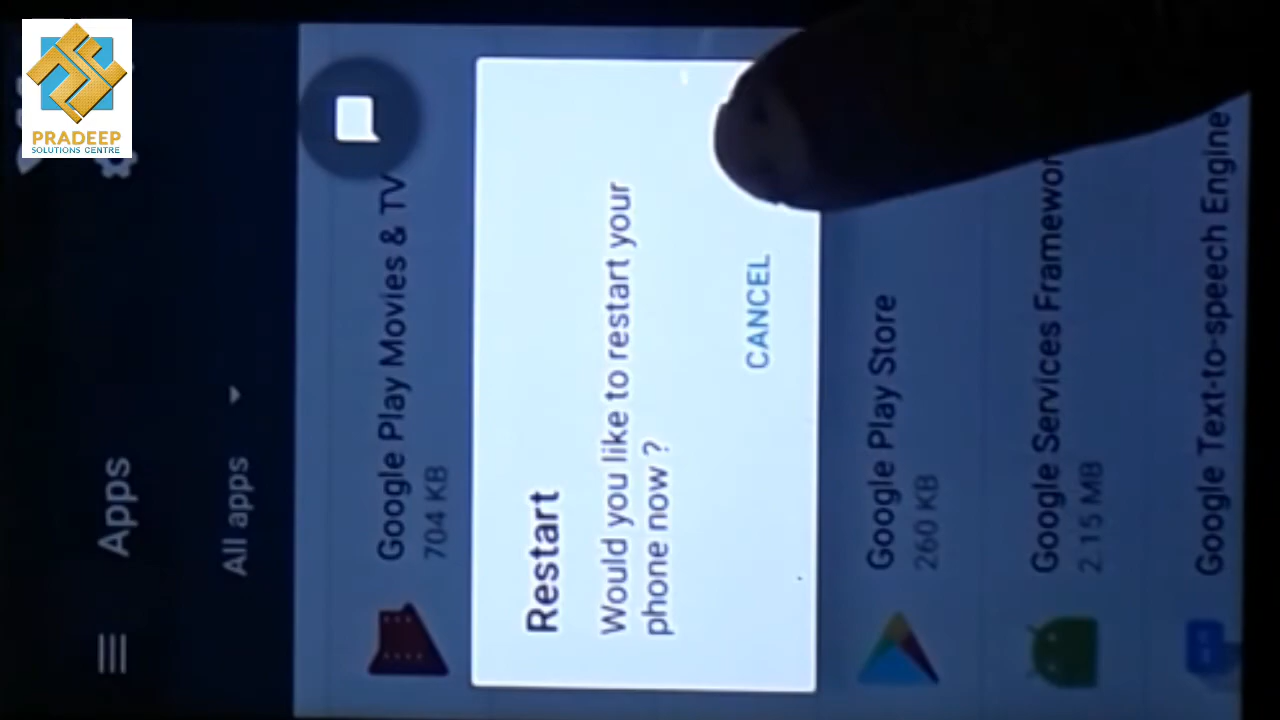 PRADEEP
SOLUTIONS CENTRE
Apps
All apps
Google Play Movies & TV
704 KB
Restart
Would you like to restart your
phone now ?
CANCEL
Google Play Store
260 KB
Google Services Framewor
2.15 MB
Google Text-to-speech Engine